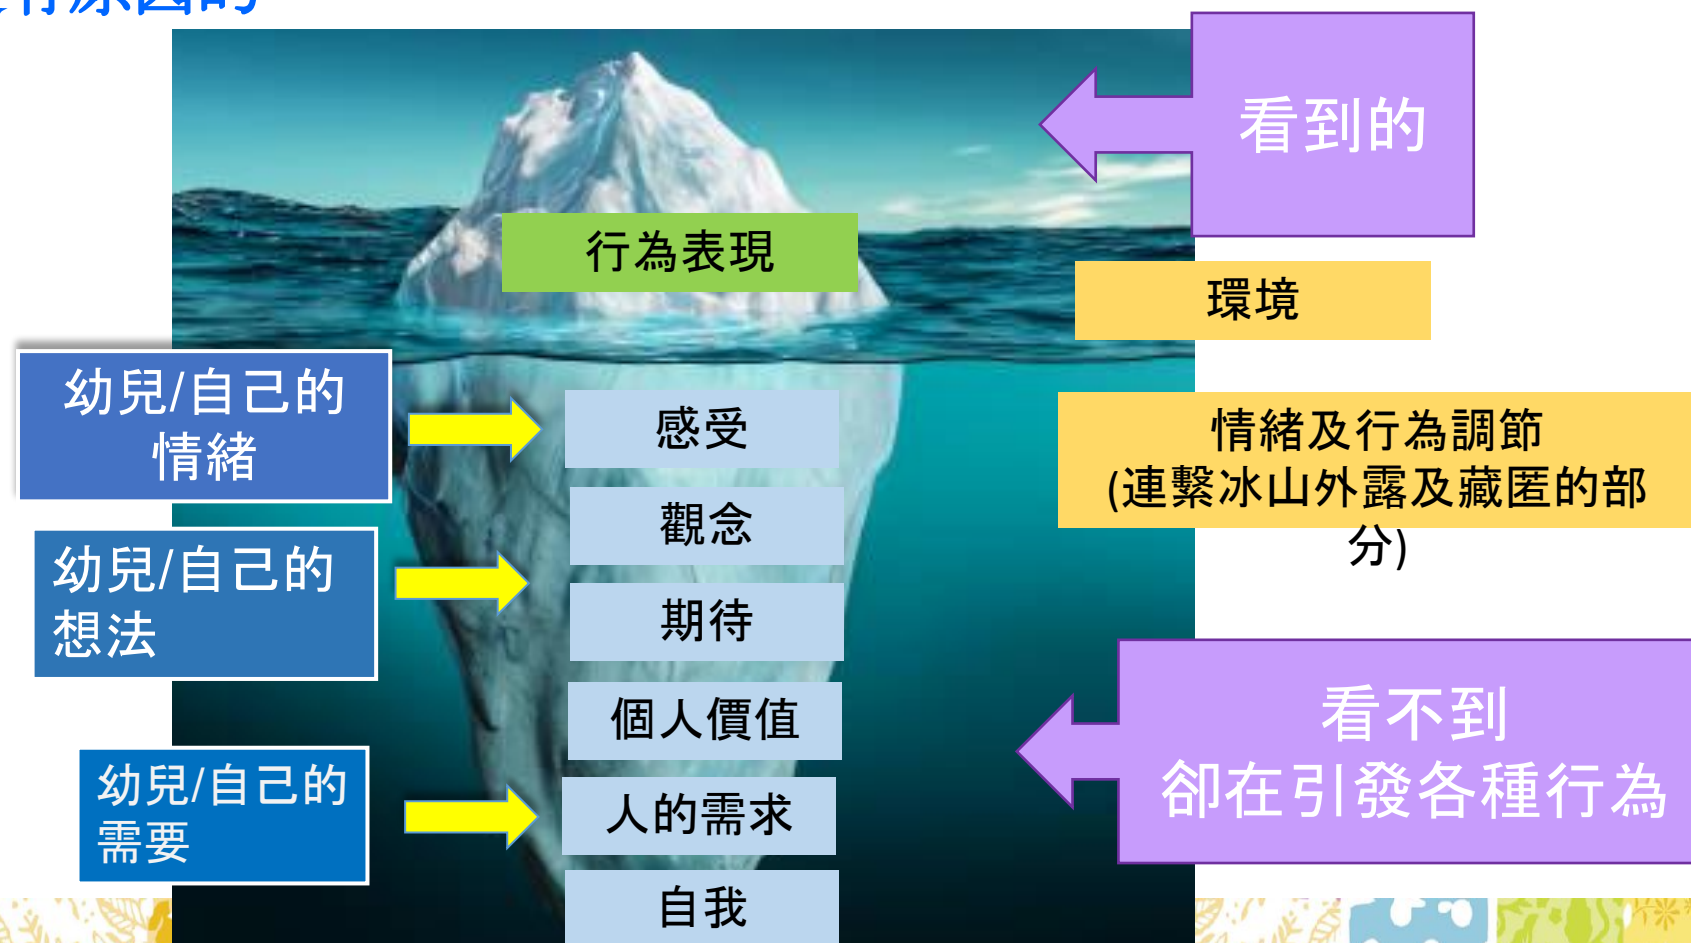 有原因的
看到的
行為表現
環境
幼兒/自己的
情緒
感受
情緒及行為調節
(連繫冰山外露及藏匿的部
分)
觀念
幼兒/自己的
想法
期待
個人價值
看不到
卻在引發各種行為
幼兒/自己的
需要
人的需求
自我